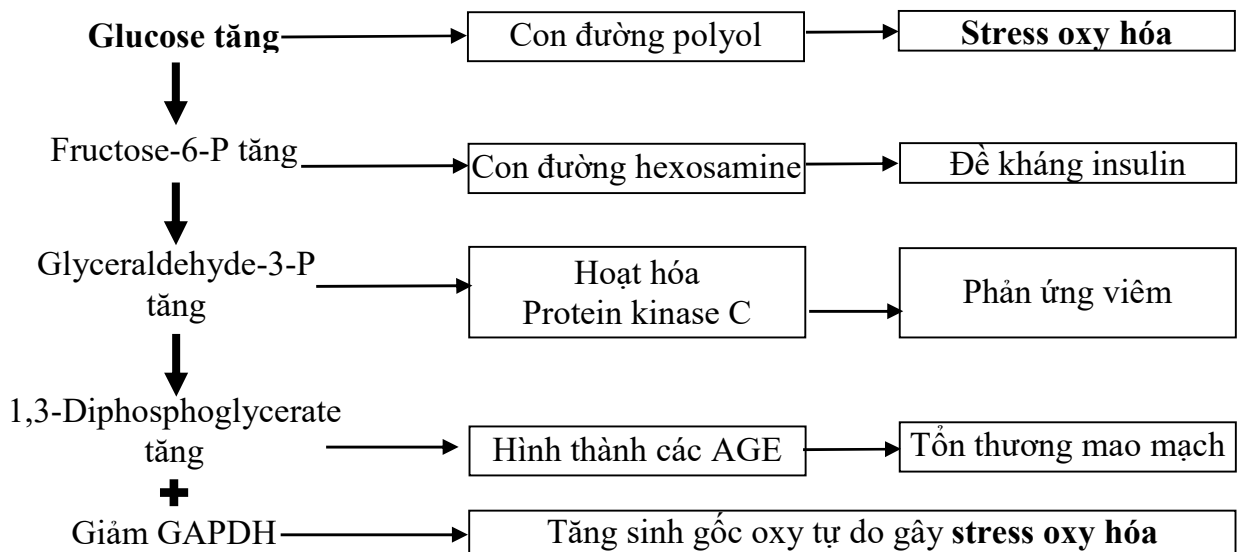 Glucose tăng
Con đường polyol
Stress oxy hóa
Fructose-6-P tăng
Con đường hexosamine
Đề kháng insulin
Glyceraldehyde-3-P
tăng
Hoạt hóa
Protein kinase C
Phản ứng viêm
1,3-Diphosphoglycerate
tăng
Hình thành các AGE
Tổn thương mao mạch
Giảm GAPDH
Tăng sinh gốc oxy tự do gây stress oxy hóa